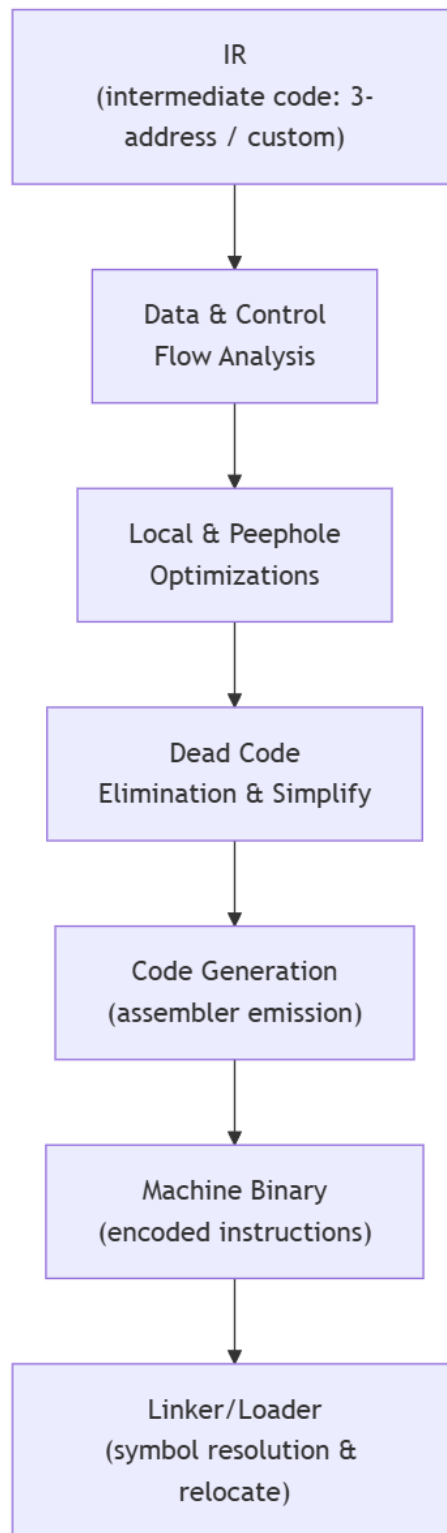 IR
(intermediate code: 3-
address / custom)
Data & Control
Flow Analysis
Local & Peephole
Optimizations
Dead Code
Elimination & Simplify
Code Generation
(assembler emission)
Machine Binary
(encoded instructions)
Linker/Loader
(symbol resolution &
relocate)